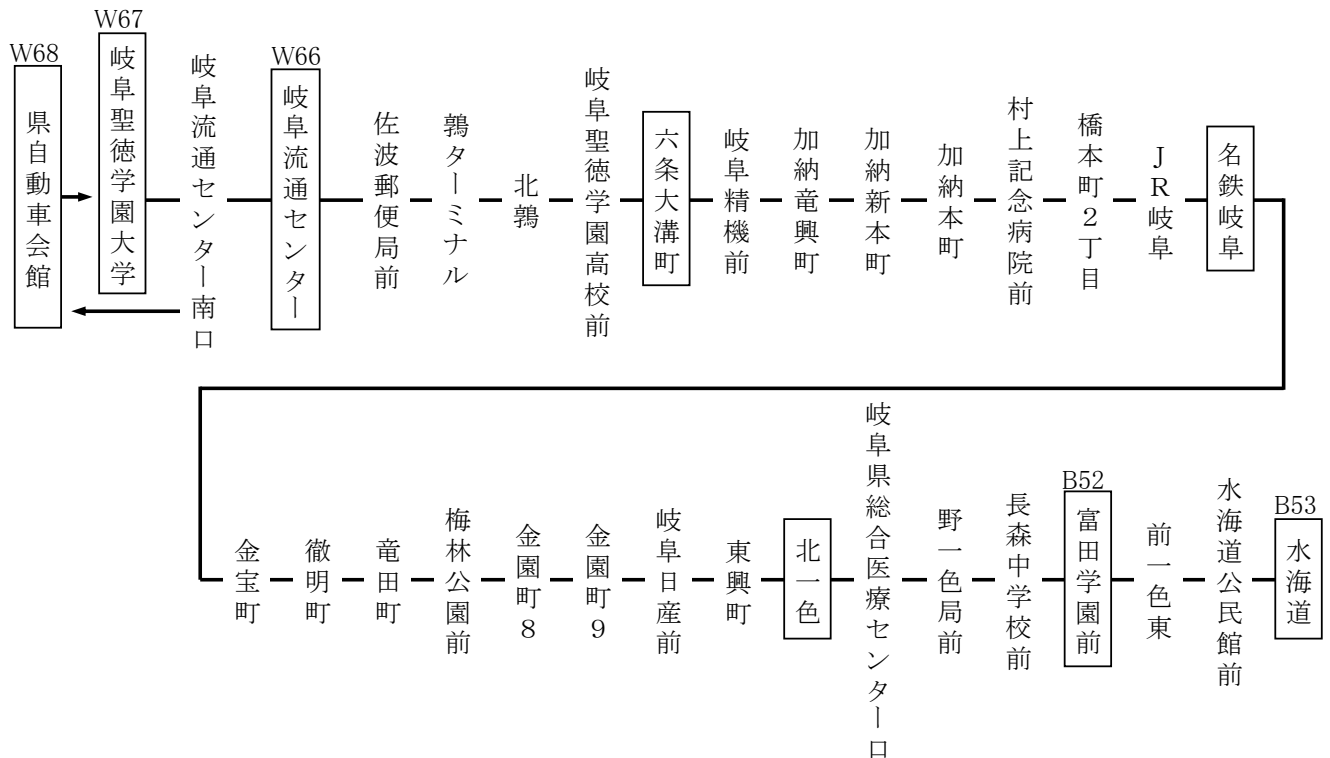 W68
県自動車会館
W67
岐阜聖徳学園大学
岐阜流通センター南口
W66
岐阜流通センター
佐波郵便局前
鶉ターミナル
北鶉
岐阜聖徳学園高校前
六条大溝町
岐阜精機前
加納竜興町
加納新本町
加納本町
村上記念病院前
橋本町2丁目
JR岐阜
名鉄岐阜
金宝町
徹明町
竜田町
梅林公園前
金園町8
金園町9
岐阜日産前
東興町
北一色
岐阜県総合医療センター口
野一色局前
長森中学校前
B52
富田学園前
前一色東
水海道公民館前
B53
水海道